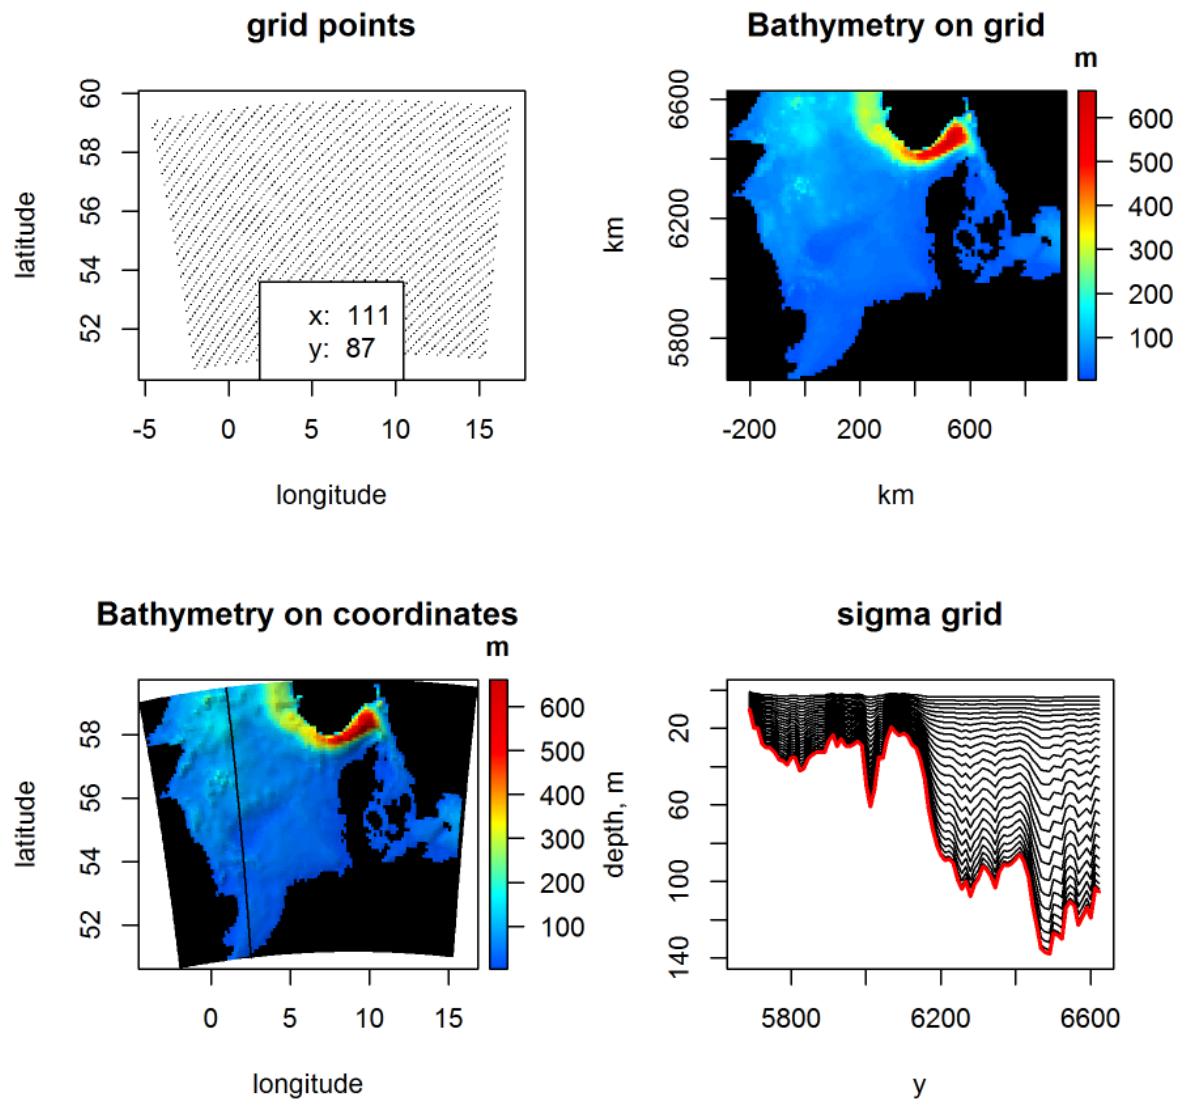 grid points
60
58
56
54
52
latitude
x: 111
y: 87
-5 0 5 10 15
longitude
Bathymetry on grid
m
6600
6200
5800
km
600
500
400
300
200
100
-200 200 600
km
Bathymetry on coordinates
m
58
56
54
52
latitude
600
500
400
300
200
100
0 5 10 15
longitude
sigma grid
20
60
100
140
depth, m
5800 6200 6600
y